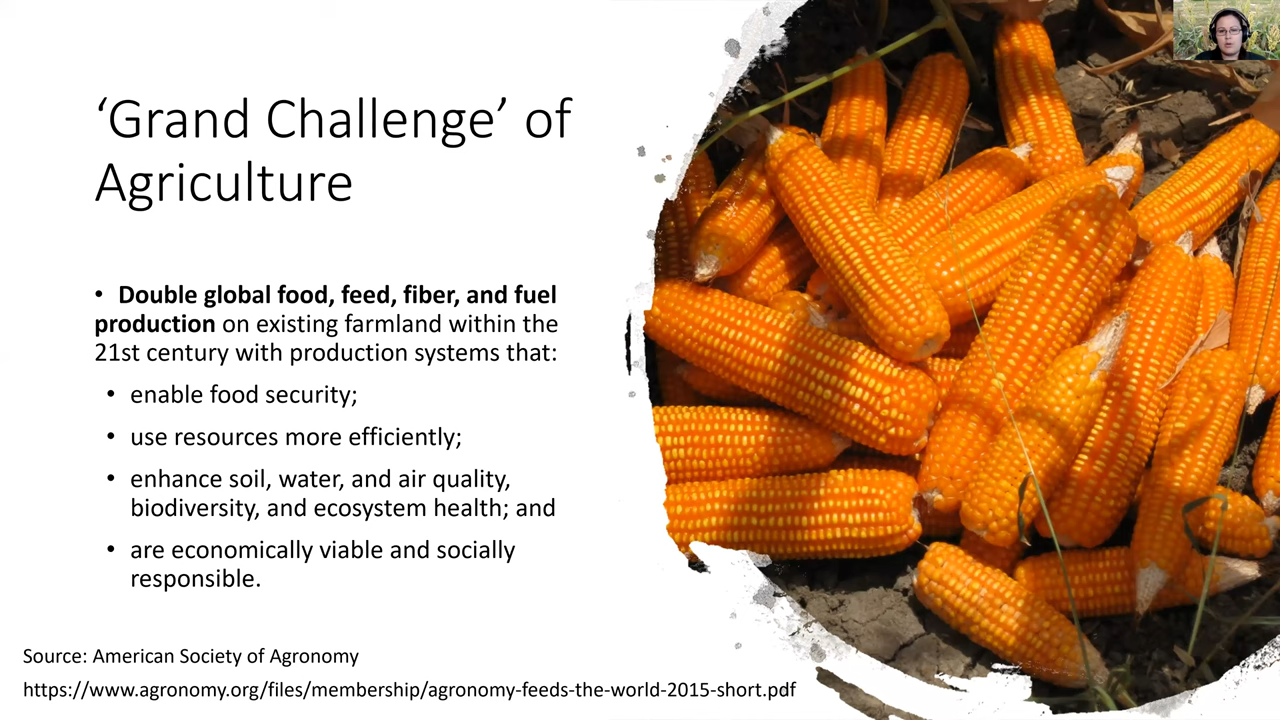 ‘Grand Challenge’ of
Agriculture
• Double global food, feed, fiber, and fuel
production on existing farmland within the
21st century with production systems that:
• enable food security;
• use resources more efficiently;
• enhance soil, water, and air quality,
biodiversity, and ecosystem health; and
• are economically viable and socially
responsible.
Source: American Society of Agronomy
https://www.agronomy.org/files/membership/agronomy-feeds-the-world-2015-short.pdf